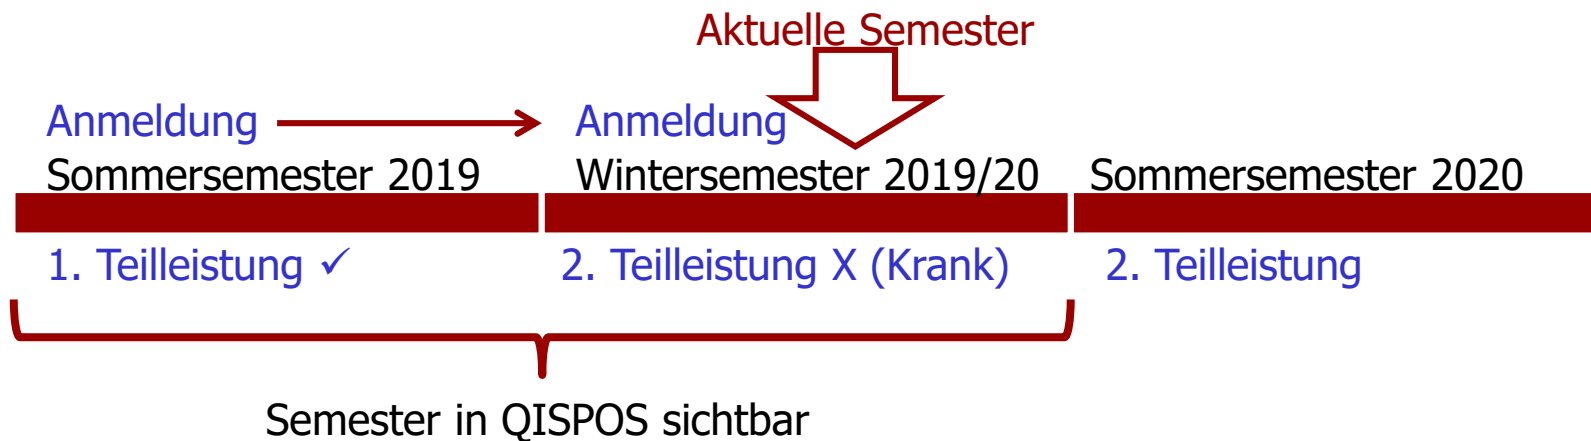 Aktuelle Semester
Anmeldung Anmeldung
Sommersemester 2019 Wintersemester 2019/20 Sommersemester 2020
1. Teilleistung ✓ 2. Teilleistung X (Krank) 2. Teilleistung
Semester in QISPOS sichtbar